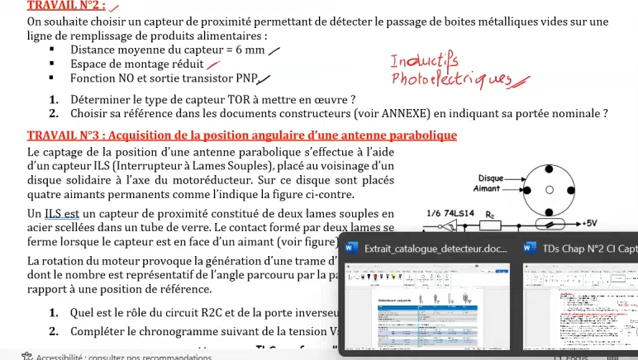 TRAVAIL N°2 :
On souhaite choisir un capteur de proximité permettant de détecter le passage de boites métalliques vides sur une
ligne de remplissage de produits alimentaires :
▪ Distance moyenne du capteur = 6 mm
▪ Espace de montage réduit
▪ Fonction NO et sortie transistor PNP.
Inductifs
Photoelectriques
1. Déterminer le type de capteur TOR à mettre en œuvre ?
2. Choisir sa référence dans les documents constructeurs (voir ANNEXE) en indiquant sa portée nominale ?
TRAVAIL N°3 : Acquisition de la position angulaire d'une antenne parabolique
Le captage de la position d'une antenne parabolique s'effectue à l'aide
d'un capteur ILS (Interrupteur à Lames Souples), placé au voisinage d'un
disque solidaire à l'axe du motoréducteur. Sur ce disque sont placés
quatre aimants permanents comme l'indique la figure ci-contre.
Un ILS est un capteur de proximité constitué de deux lames souples en
acier scellées dans un tube de verre. Le contact formé par deux lames se
ferme lorsque le capteur est en face d'un aimant (voir figure)
La rotation du moteur provoque la génération d'une trame d'
dont le nombre est représentatif de l'angle parcouru par la pa
rapport à une position de référence.
1. Quel est le rôle du circuit R2C et de la porte inverseu
2. Compléter le chronogramme suivant de la tension V
Disque
Aimant
1/6 74LS14
R2
+5V
Extrait_catalogue_detecteur.doc...
TDs Chap N°2 CI Capt
Accessibilité : consultez nos recommandations